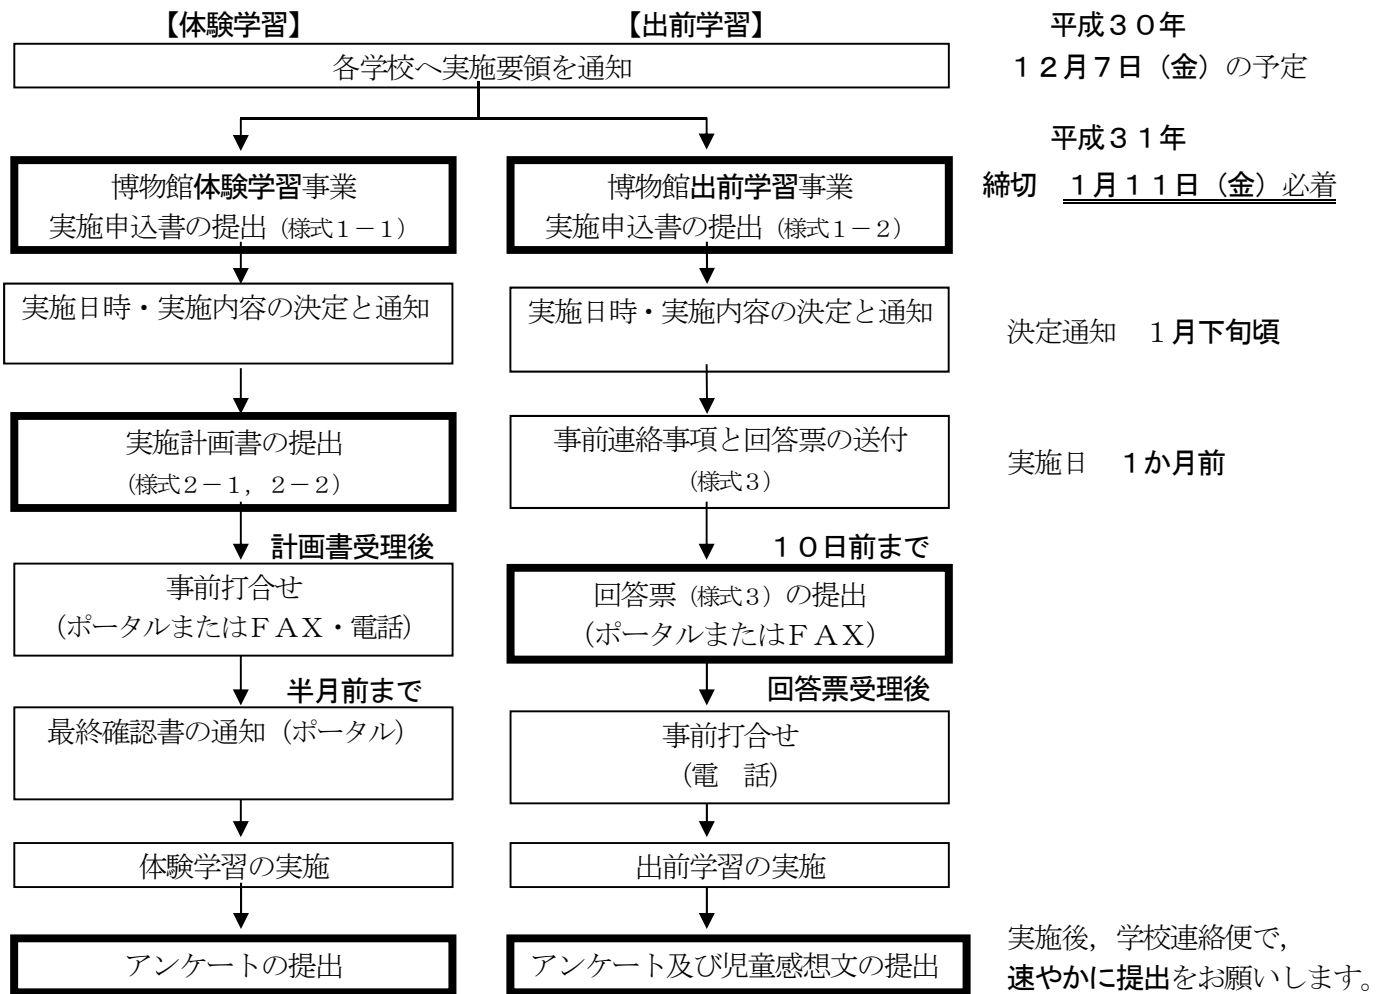 【体験学習】 【出前学習】 平成３０年
各学校へ実施要領を通知 １２月７日（金）の予定
平成３１年
博物館体験学習事業 博物館出前学習事業 締切 １月１１日（金）必着
実施申込書の提出（様式１－１） 実施申込書の提出（様式１－２）
実施日時・実施内容の決定と通知 実施日時・実施内容の決定と通知
決定通知 １月下旬頃
実施計画書の提出 事前連絡事項と回答票の送付
（様式２－１，２－２） （様式３） 実施日 １か月前
計画書受理後 １０日前まで
事前打合せ 回答票（様式３）の提出
（ポータルまたはＦＡＸ・電話） （ポータルまたはＦＡＸ）
半月前まで 回答票受理後
最終確認書の通知（ポータル） 事前打合せ
（電 話）
体験学習の実施 出前学習の実施
アンケートの提出 アンケート及び児童感想文の提出 実施後，学校連絡便で，
速やかに提出をお願いします。